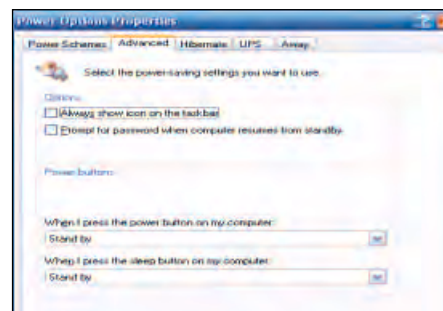 Power Options Properties
Power Schemes Advanced Hibernate UPS Away
Select the power-saving settings you want to use.
Options
Always show icon on the taskbar
Prompt for password when computer resumes from standby
Power buttons
When I press the power button on my computer:
Stand by
When I press the sleep button on my computer:
Stand by